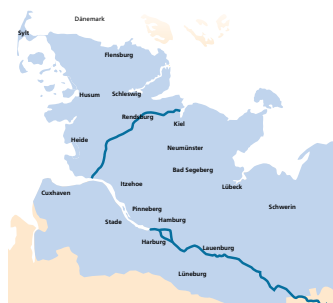 Dänemark
Sylt
Flensburg
Husum
Schleswig
Rendsburg
Kiel
Heide
Neumünster
Bad Segeberg
Itzehoe
Lübeck
Cuxhaven
Pinneberg
Schwerin
Stade
Hamburg
Harburg
Lauenburg
Lüneburg